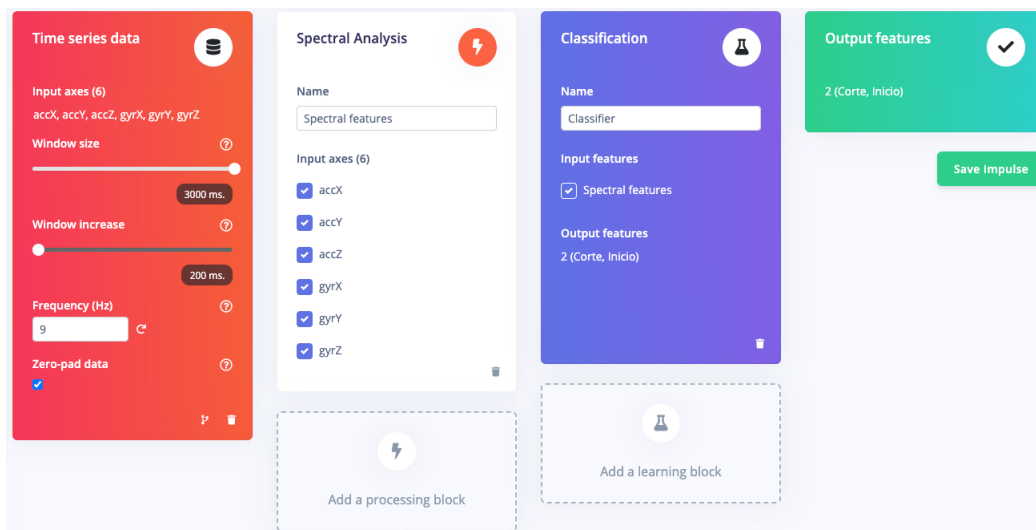 Time series data
Input axes (6)
accX, accY, accZ, gyrX, gyrY, gyrZ
Window size
3000 ms.
Window increase
200 ms.
Frequency (Hz)
9
Zero-pad data
Spectral Analysis
Name
Spectral features
Input axes (6)
accX
accY
accZ
gyrX
gyrY
gyrZ
Add a processing block
Classification
Name
Classifier
Input features
Spectral features
Output features
2 (Corte, Inicio)
Add a learning block
Output features
2 (Corte, Inicio)
Save Impulse